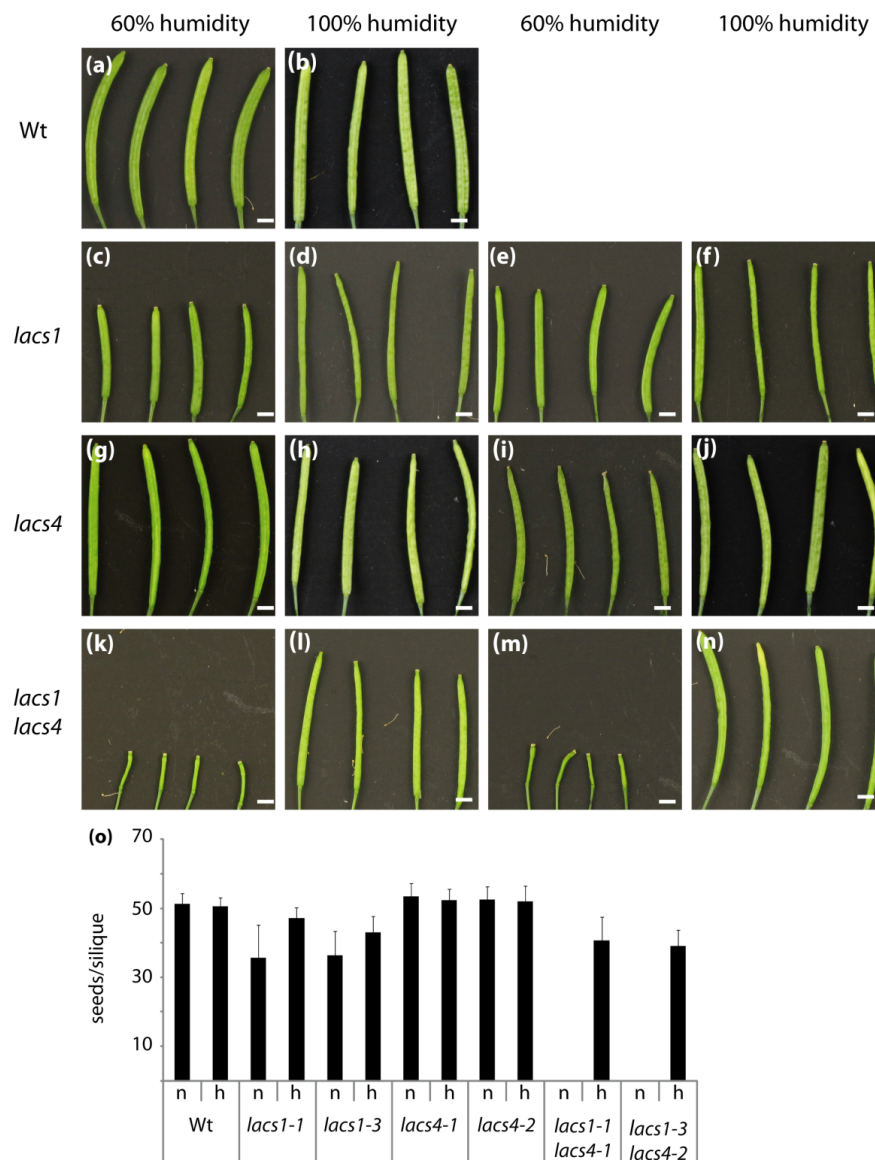 60% humidity 100% humidity 60% humidity 100% humidity
Wt (a) (b)
lacs1 (c) (d) (e) (f)
lacs4 (g) (h) (i) (j)
lacs1 lacs4 (k) (l) (m) (n)
(o)
seeds/silique
70
50
30
10
n h n h n h n h n h n h n h
Wt lacs1-1 lacs1-3 lacs4-1 lacs4-2 lacs1-1 lacs1-3
lacs4-1 lacs4-2